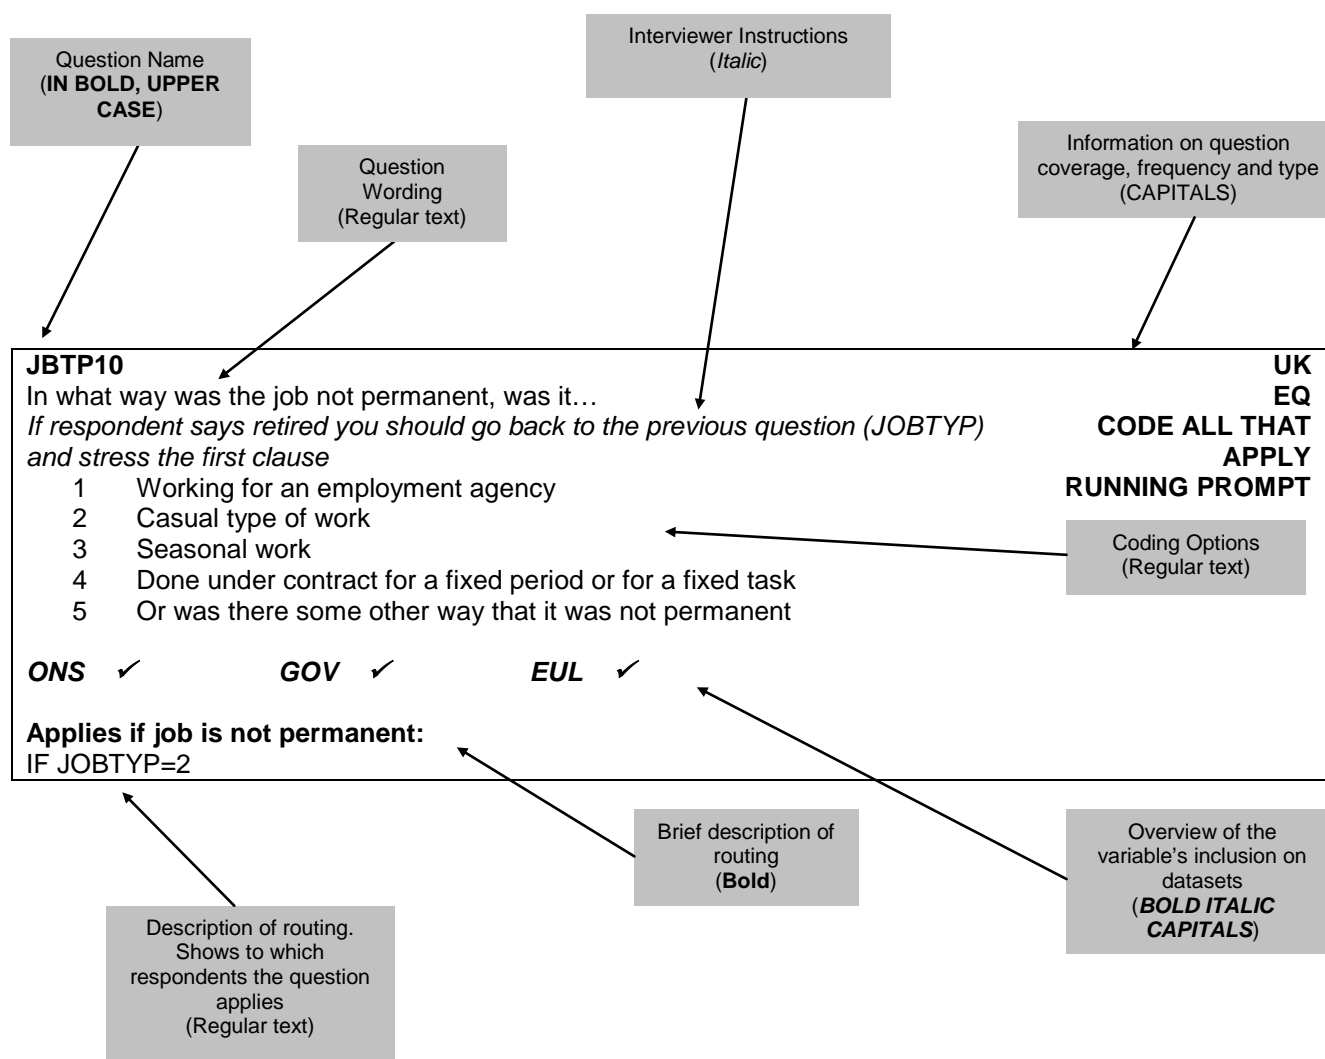 Interviewer Instructions
(Italic)
Question Name
(IN BOLD, UPPER
CASE)
Question
Wording
(Regular text)
Information on question
coverage, frequency and type
(CAPITALS)
JBTP10
UK
In what way was the job not permanent, was it…
EQ
If respondent says retired you should go back to the previous question (JOBTYP)
CODE ALL THAT
and stress the first clause
APPLY
1 Working for an employment agency
RUNNING PROMPT
2 Casual type of work
3 Seasonal work
4 Done under contract for a fixed period or for a fixed task
5 Or was there some other way that it was not permanent
Coding Options
(Regular text)
ONS ✓ GOV ✓ EUL ✓
Applies if job is not permanent:
IF JOBTYP=2
Brief description of
routing
(Bold)
Overview of the
variable’s inclusion on
datasets
(BOLD ITALIC
CAPITALS)
Description of routing.
Shows to which
respondents the question
applies
(Regular text)